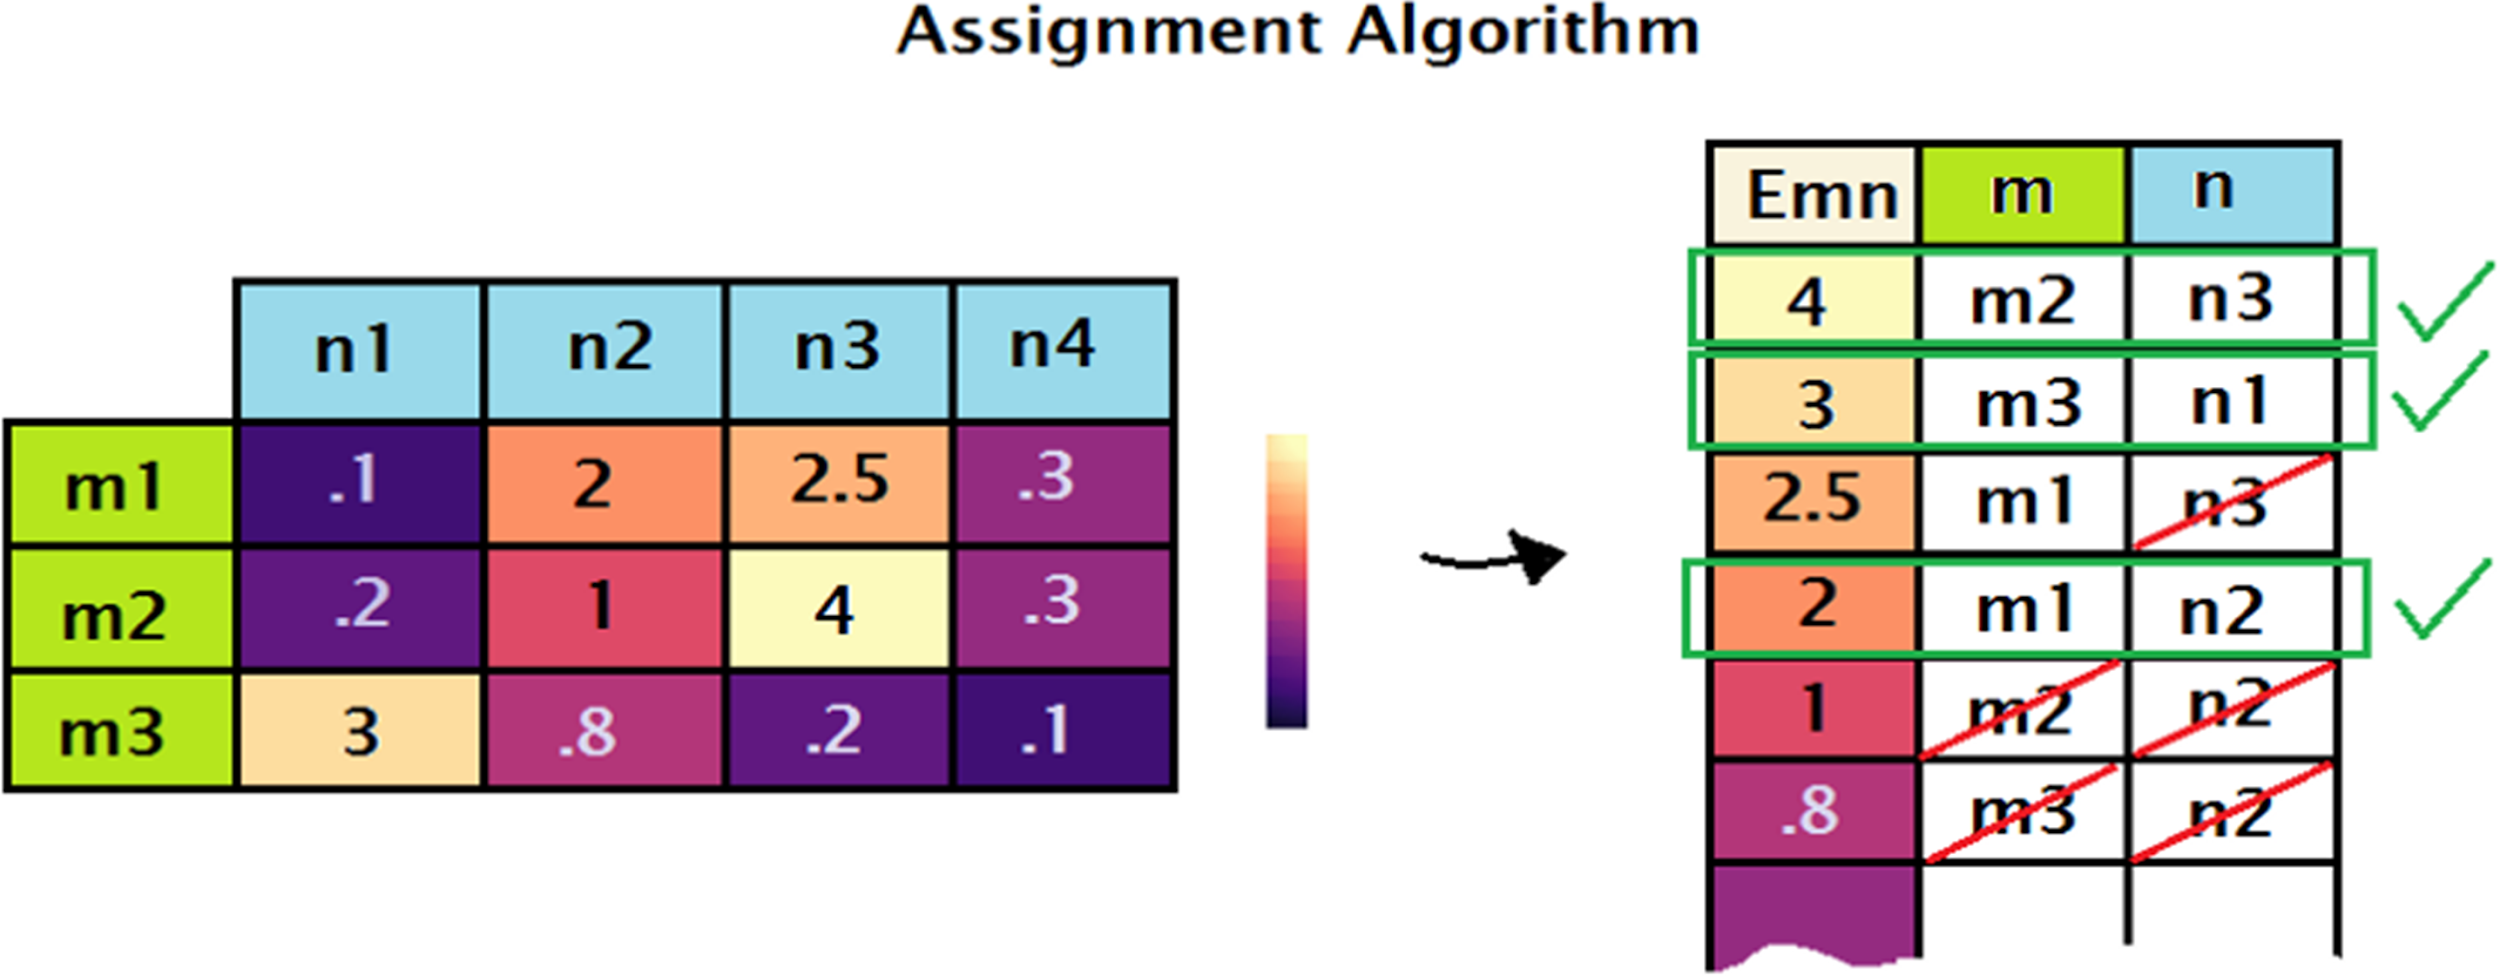 Assignment Algorithm
n1 n2 n3 n4
m1 .1 2 2.5 .3
m2 .2 1 4 .3
m3 3 .8 .2 .1
Emn m n
4 m2 n3
3 m3 n1
2.5 m1 n3
2 m1 n2
1 m2 n2
.8 m3 n2